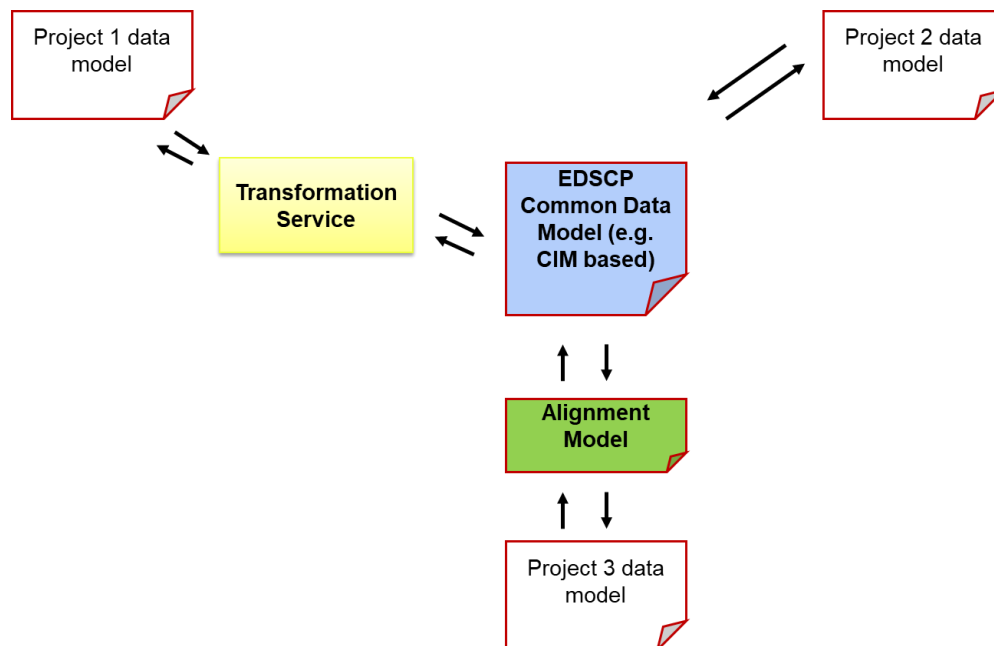 Project 1 data
model
Project 2 data
model
Transformation
Service
EDSCP
Common Data
Model (e.g.
CIM based)
Alignment
Model
Project 3 data
model